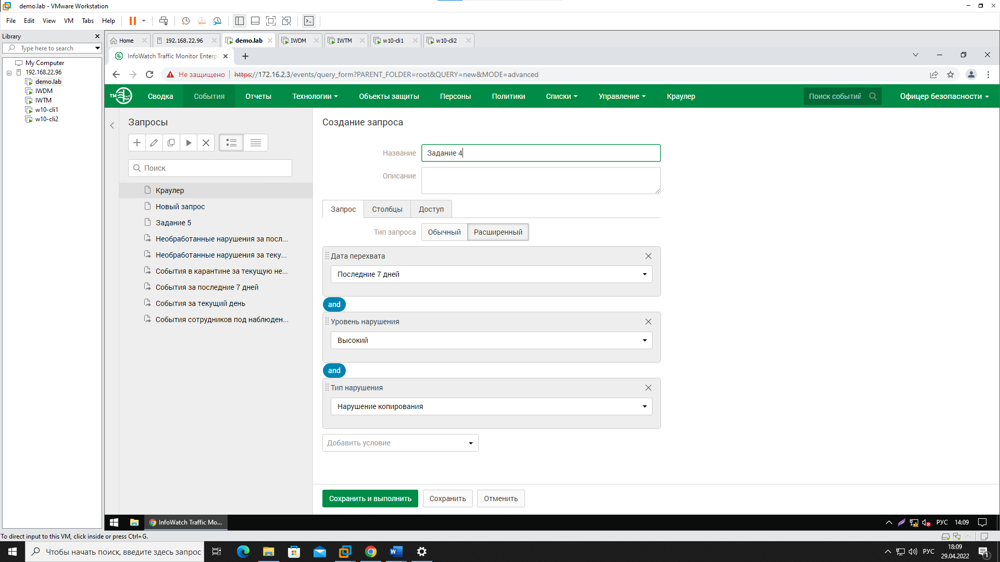 demo.lab - VMware Workstation
File Edit View VM Tabs Help
Library
Type here to search
My Computer
192.168.22.96
demo.lab
IWDM
IWTM
w10-cli1
w10-cli2
Home 192.168.22.96 demo.lab IWDM IWTM w10-cli1 w10-cli2
InfoWatch Traffic Monitor Enterp
Не защищено https://172.16.2.3/events/query_form?PARENT_FOLDER=root&QUERY=new&MODE=advanced
TM Сводка События Отчеты Технологии Объекты защиты Персоны Политики Списки Управление Краулер Поиск событий Офицер безопасности
Запросы
Поиск
Краулер
Новый запрос
Задание 5
Необработанные нарушения за посл...
Необработанные нарушения за теку...
События в карантине за текущую не...
События за последние 7 дней
События за текущий день
События сотрудников под наблюден...
Создание запроса
Название Задание 4
Описание
Запрос Столбцы Доступ
Тип запроса Обычный Расширенный
Дата перехвата
Последние 7 дней
and
Уровень нарушения
Высокий
and
Тип нарушения
Нарушение копирования
Добавить условие
Сохранить и выполнить Сохранить Отменить
InfoWatch Traffic Mo... РУС 14:09
To direct input to this VM, click inside or press Ctrl+G.
Чтобы начать поиск, введите здесь запрос
РУС 18:09
29.04.2022
1